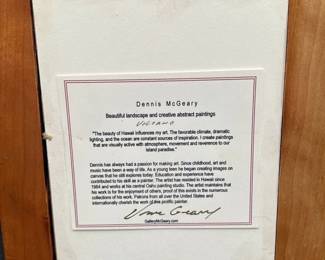 Dennis McGeary
Beautiful landscape and creative abstract paintings
VOLCANO
"The beauty of Hawaii influences my art. The favorable climate, dramatic
lighting, and the ocean are constant sources of inspiration. I create paintings
that are visually active with atmosphere, movement and reverence to our
island paradise."
Dennis has always had a passion for making art. Since childhood, art and
music have been a way of life. As a young teen he began creating images on
canvas that he still explores today. Education and experience have
contributed to his skill as a painter. The artist has resided in Hawaii since
1984 and works at his central Oahu painting studio. The artist maintains that
his work is for the enjoyment of others, proof of this exists in the numerous
collections of his work. Patrons from all over the United States and
internationally cherish the work of this prolific painter.
GalleryMcGeary.com